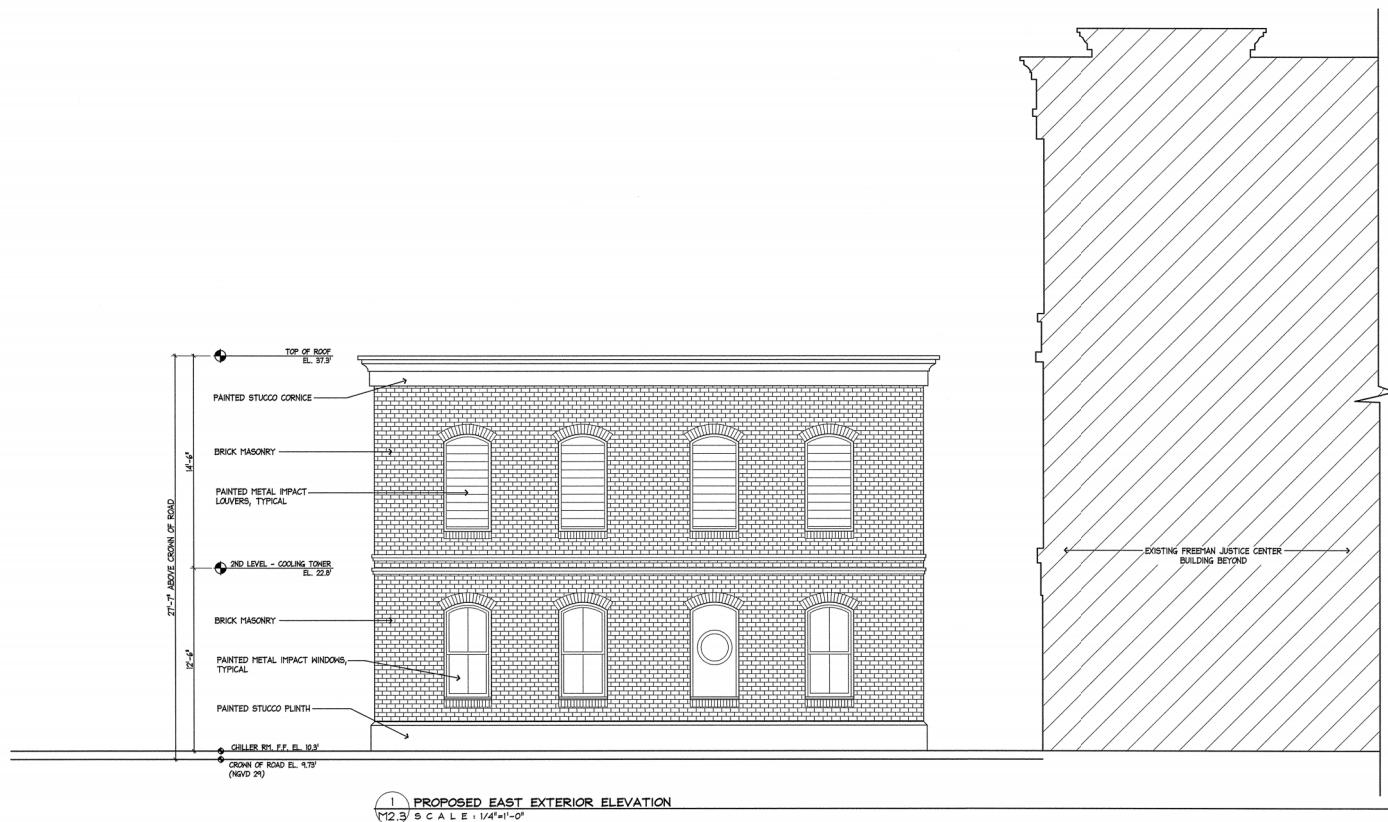 TOP OF ROOF
EL. 37.3'
PAINTED STUCCO CORNICE
BRICK MASONRY
14'-6"
PAINTED METAL IMPACT
LOUVERS, TYPICAL
27'-7" ABOVE CROWN OF ROAD
2ND LEVEL - COOLING TOWER
EL. 22.8'
EXISTING FREEMAN JUSTICE CENTER
BUILDING BEYOND
BRICK MASONRY
12'-6"
PAINTED METAL IMPACT WINDOWS,
TYPICAL
PAINTED STUCCO PLINTH
CHILLER RM. F.F. EL. 10.3'
CROWN OF ROAD EL. 9.73'
(NGVD 29)
1 PROPOSED EAST EXTERIOR ELEVATION
M2.3 SCALE: 1/4"=1'-0"